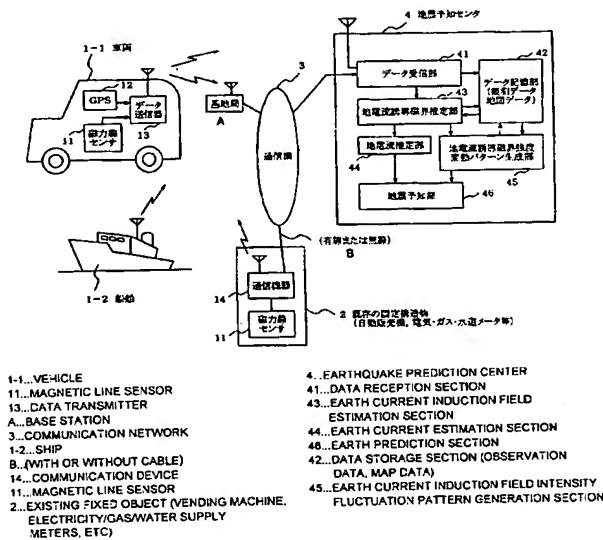 1-1 車両
12
GPS
データ
送信器
11
磁力線
センサ
13
基地局
A
3
通信網
4 地震予知センタ
41
データ受信部
42
データ記憶部
(観測データ
地図データ)
43
地電流誘導磁界推定部
地電流推定部
44
地電流誘導磁界強度
変動パターン生成部
45
地震予知部
46
1-2 船舶
(有線または無線)
B
14
通信機器
11
磁力線
センサ
2 既存の固定構造物
(自動販売機, 電気・ガス・水道メータ等)
1-1...VEHICLE
11...MAGNETIC LINE SENSOR
13...DATA TRANSMITTER
A...BASE STATION
3...COMMUNICATION NETWORK
1-2...SHIP
B...(WITH OR WITHOUT CABLE)
14...COMMUNICATION DEVICE
11...MAGNETIC LINE SENSOR
2...EXISTING FIXED OBJECT (VENDING MACHINE,
ELECTRICITY/GAS/WATER SUPPLY
METERS, ETC)
4...EARTHQUAKE PREDICTION CENTER
41...DATA RECEPTION SECTION
43...EARTH CURRENT INDUCTION FIELD
ESTIMATION SECTION
44...EARTH CURRENT ESTIMATION SECTION
46...EARTH PREDICTION SECTION
42...DATA STORAGE SECTION (OBSERVATION
DATA, MAP DATA)
45...EARTH CURRENT INDUCTION FIELD INTENSITY
FLUCTUATION PATTERN GENERATION SECTION